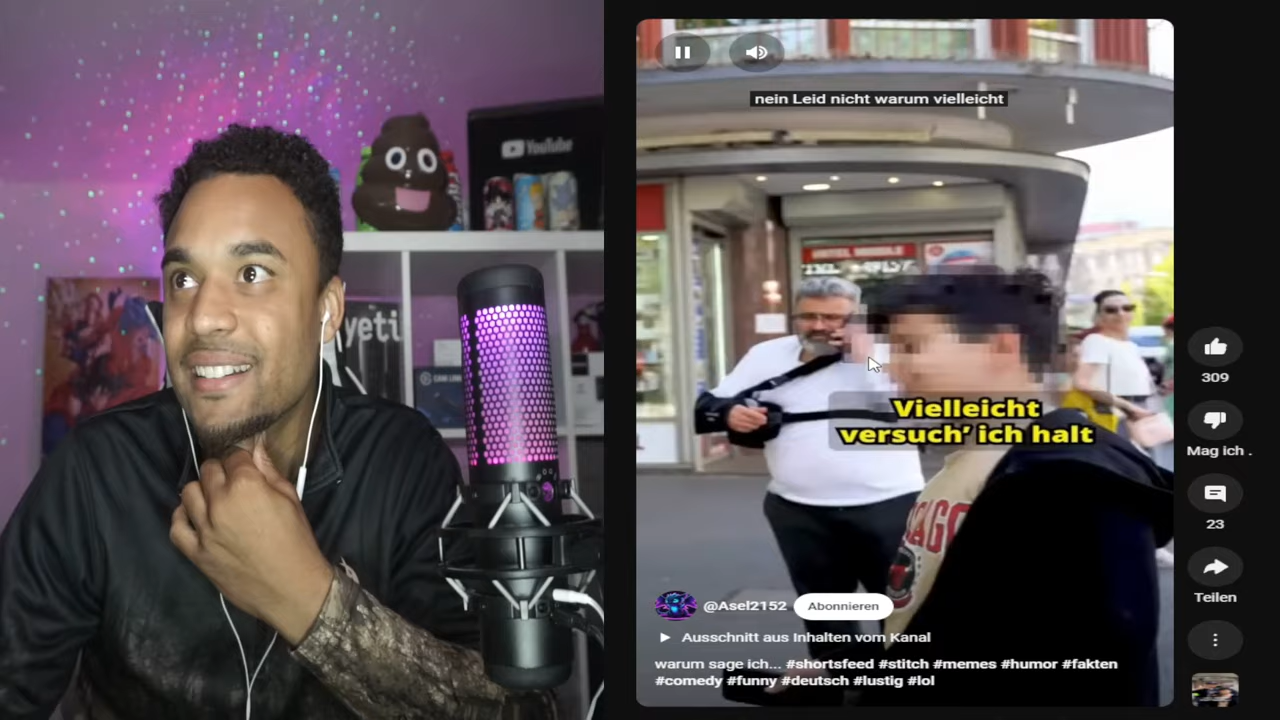 YouTube
yeti
nein Leid nicht warum vielleicht
Vielleicht
versuch’ ich halt
309
Mag ich .
23
Teilen
@Asel2152
Abonnieren
Ausschnitt aus Inhalten vom Kanal
warum sage ich... #shortsfeed #stitch #memes #humor #fakten
#comedy #funny #deutsch #lustig #lol